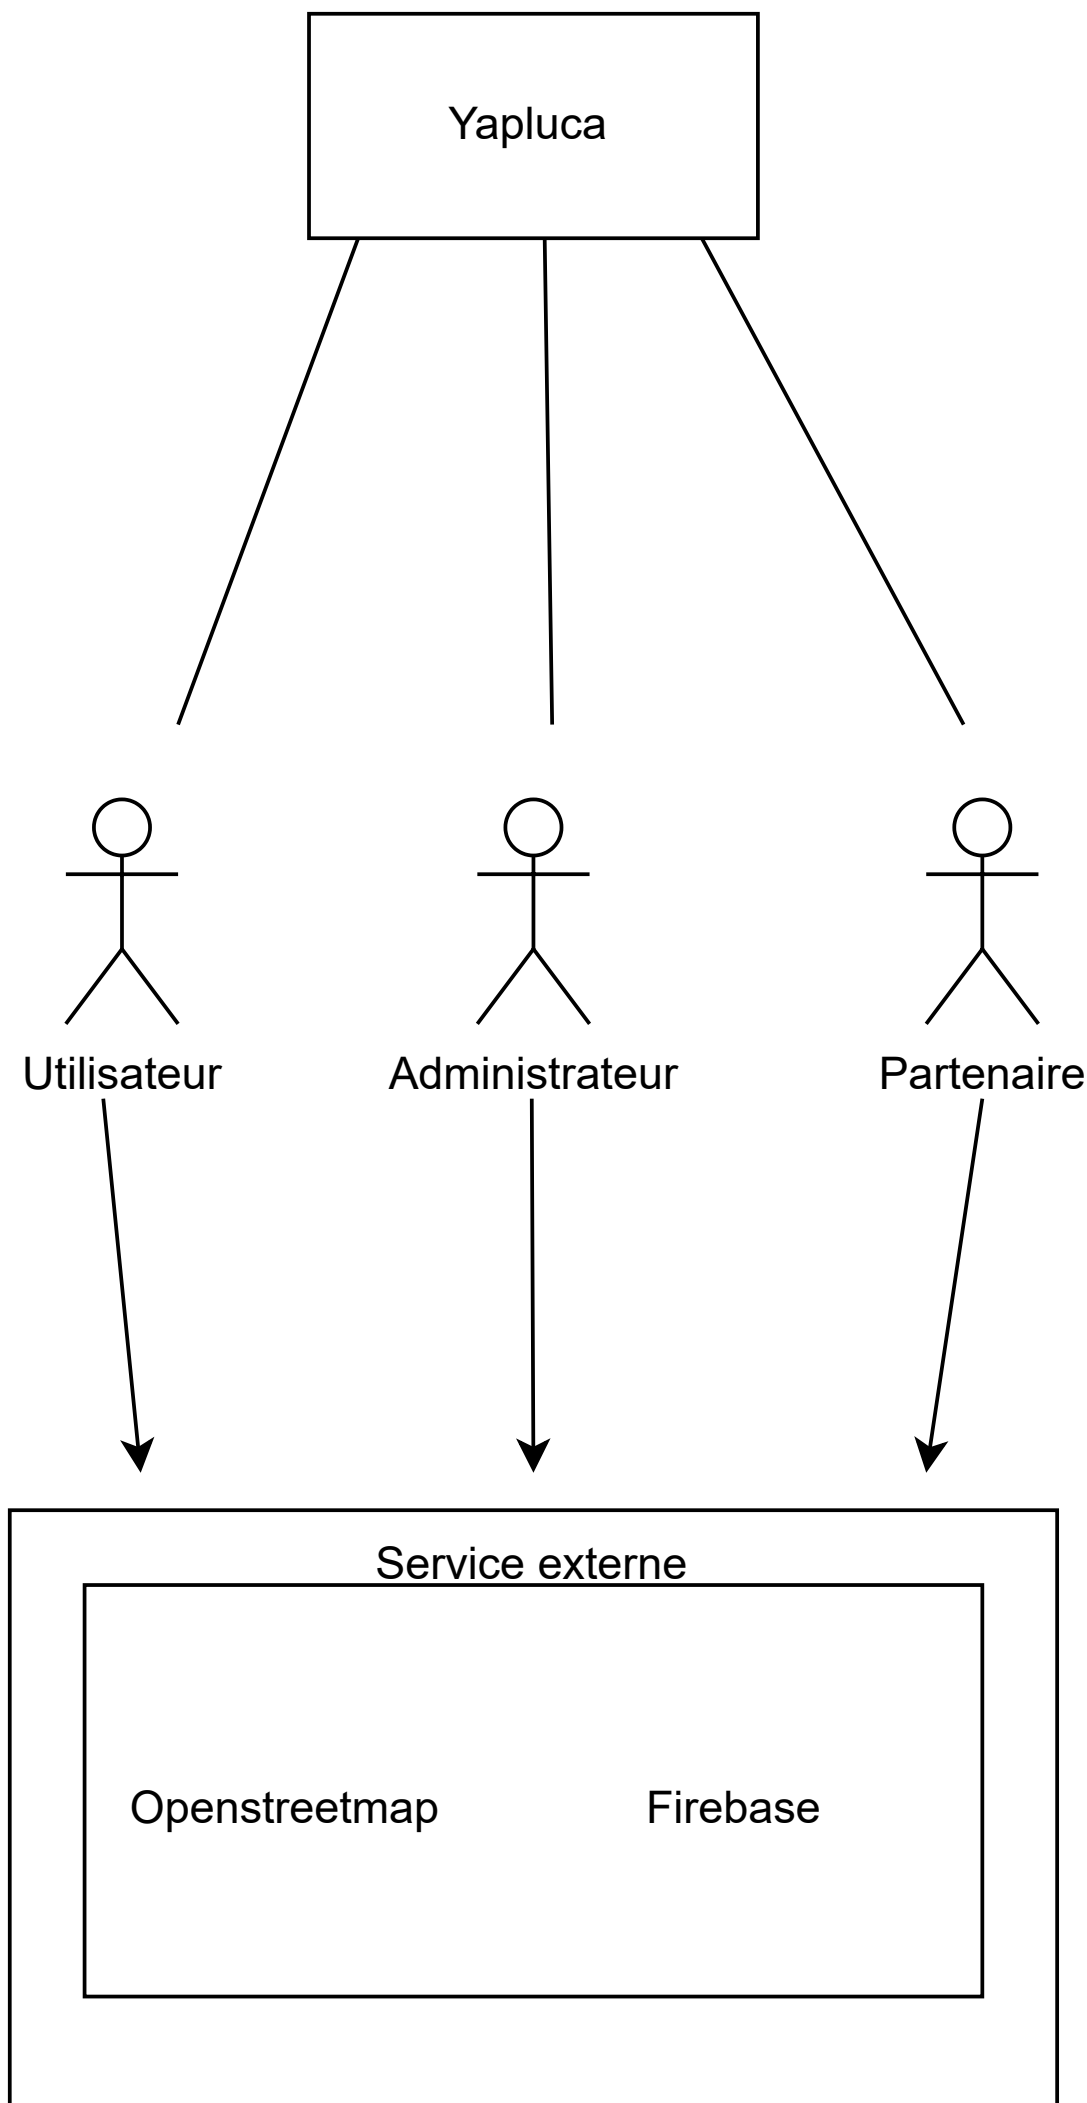 Yapluca
Utilisateur
Administrateur
Partenaire
Service externe
Openstreetmap
Firebase